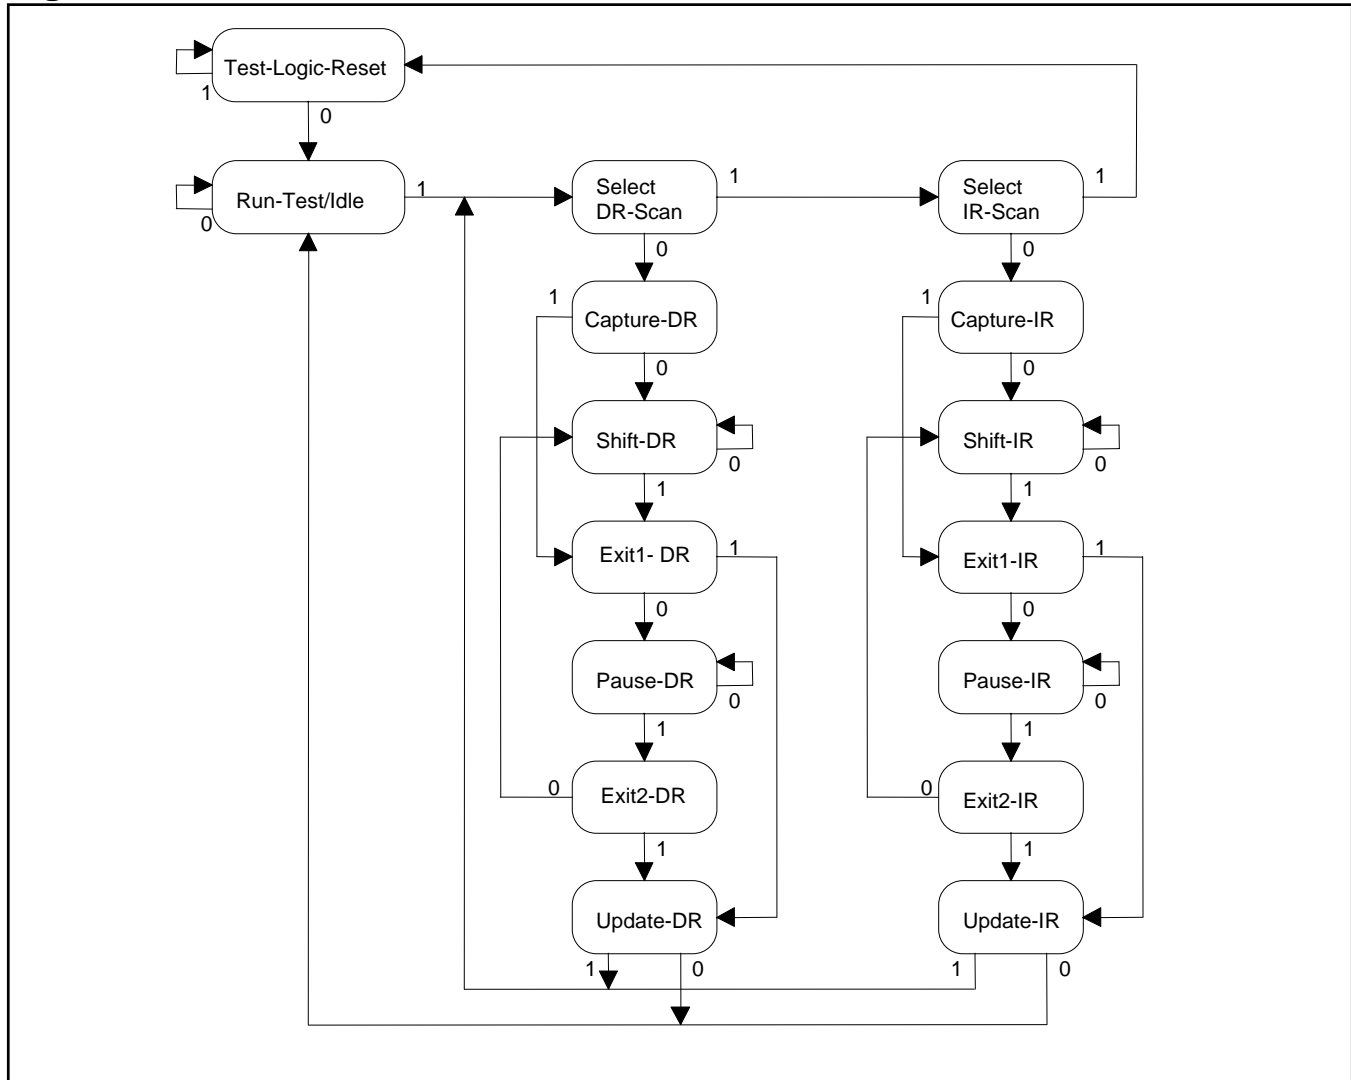 Test-Logic-Reset
1
0
Run-Test/Idle
0
1
Select
DR-Scan
1
0
Select
IR-Scan
1
0
Capture-DR
1
0
Capture-IR
1
0
Shift-DR
0
1
Shift-IR
0
1
Exit1- DR
1
0
Exit1-IR
1
0
Pause-DR
0
1
Pause-IR
0
1
Exit2-DR
0
1
Exit2-IR
0
1
Update-DR
1
0
Update-IR
1
0